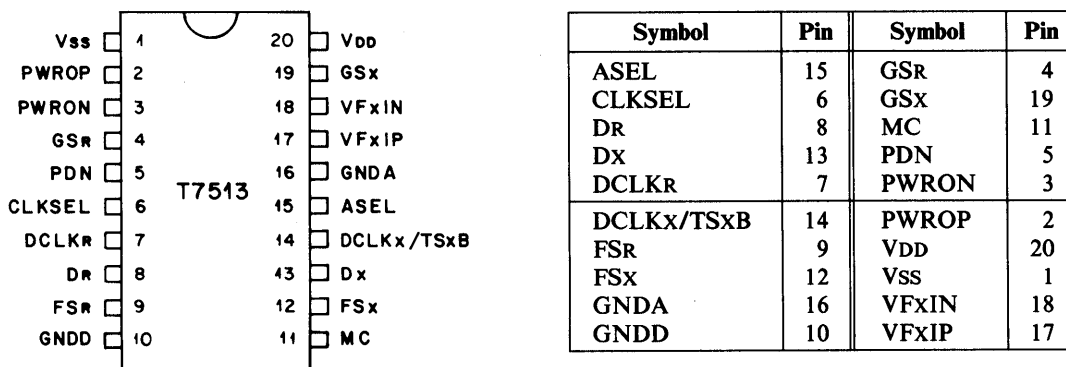 Vss 1 20 VDD
PWROP 2 19 GSx
PWRON 3 18 VFxIN
GSR 4 17 VFxIP
PDN 5 16 GNDA
T7513
CLKSEL 6 15 ASEL
DCLKR 7 14 DCLKx/TSxB
DR 8 13 Dx
FSR 9 12 FSx
GNDD 10 11 MC
Symbol Pin Symbol Pin
ASEL 15 GSR 4
CLKSEL 6 GSX 19
DR 8 MC 11
DX 13 PDN 5
DCLKR 7 PWRON 3
DCLKX/TSXB 14 PWROP 2
FSR 9 VDD 20
FSX 12 VSS 1
GNDA 16 VFXIN 18
GNDD 10 VFXIP 17